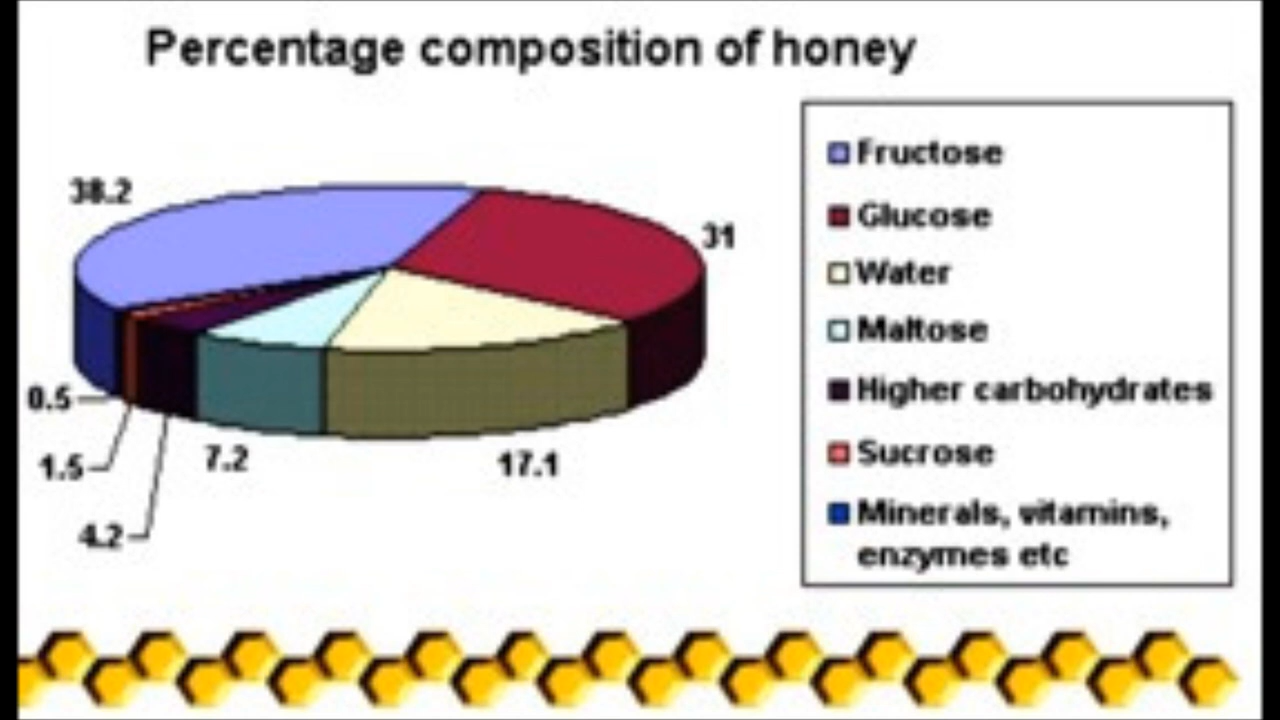 Percentage composition of honey
38.2
31
0.5
1.5
4.2
7.2
17.1
Fructose
Glucose
Water
Maltose
Higher carbohydrates
Sucrose
Minerals, vitamins,
enzymes etc